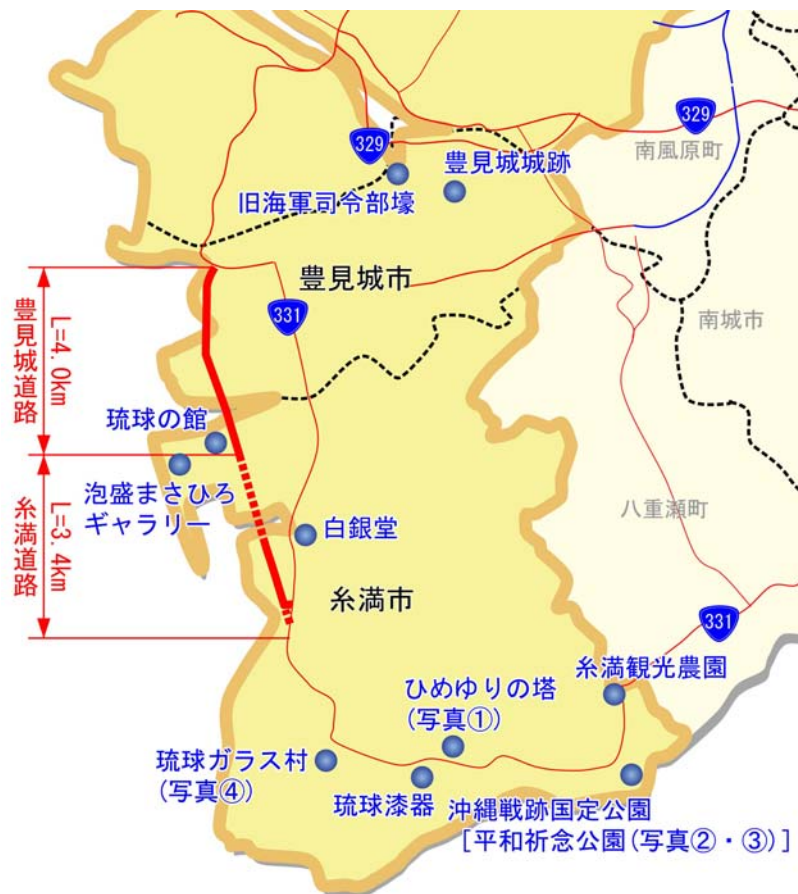 329
329
南風原町
豊見城城跡
旧海軍司令部壕
豊見城市
331
南城市
L=4.0km
豊見城道路
琉球の館
泡盛まさひろ
ギャラリー
八重瀬町
白銀堂
L=3.4km
糸満道路
糸満市
331
糸満観光農園
ひめゆりの塔
(写真①)
琉球ガラス村
(写真④)
琉球漆器
沖縄戦跡国定公園
[平和祈念公園(写真②・③)]